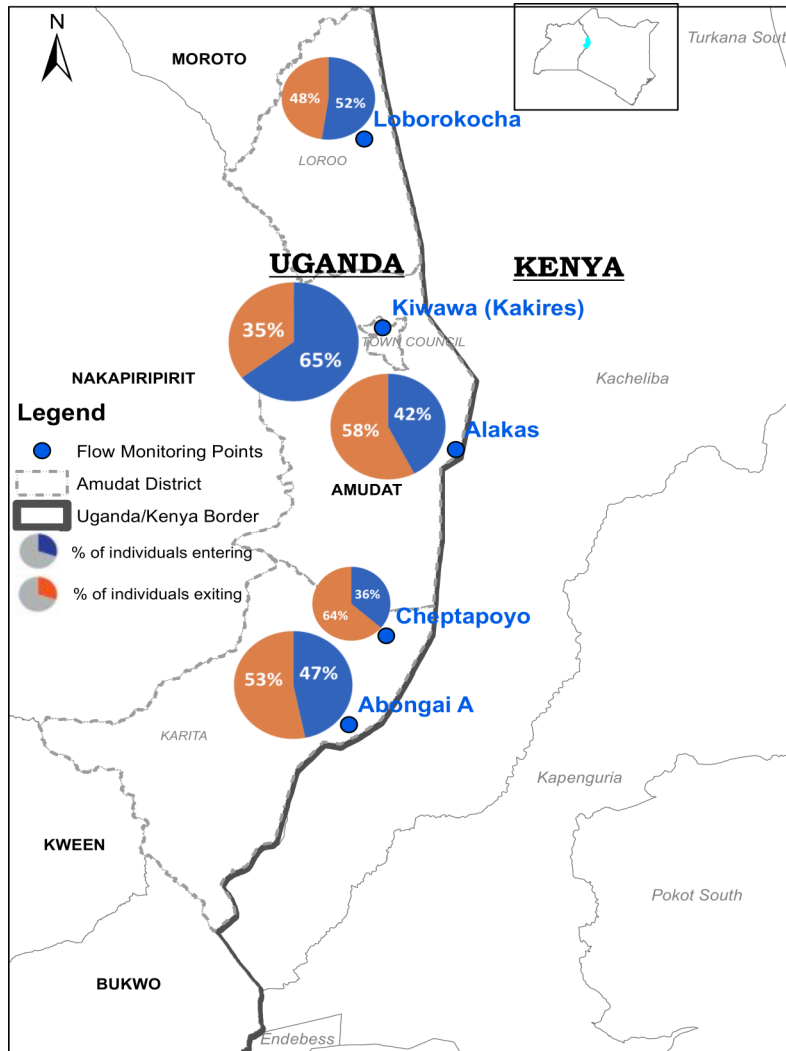 N
MOROTO
Turkana Sout
48%
52%
Loborokocha
LOROO
UGANDA
KENYA
Kiwawa (Kakires)
35%
65%
TOWN COUNCIL
NAKAPIRIPIRIT
Kacheliba
42%
58%
Alakas
AMUDAT
Legend
Flow Monitoring Points
Amudat District
Uganda/Kenya Border
% of individuals entering
% of individuals exiting
36%
64%
Cheptapoyo
53%
47%
Abongai A
KARITA
Kapenguria
KWEEN
Pokot South
BUKWO
Endebess